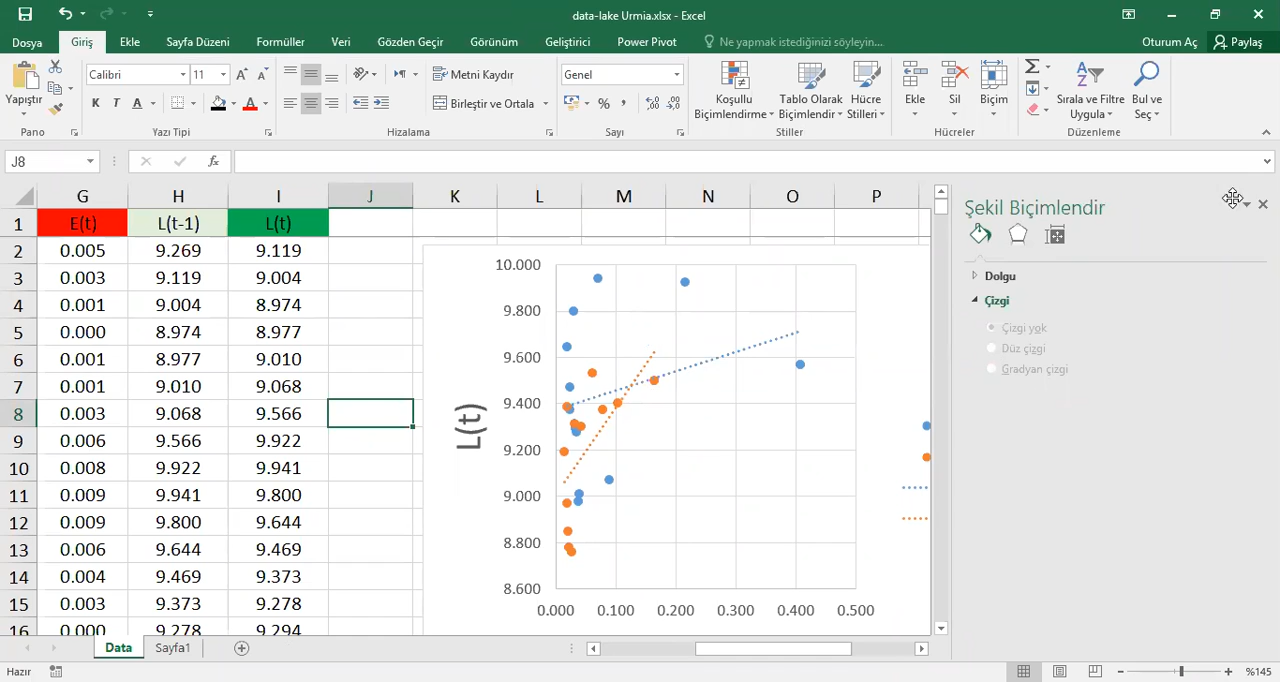 data-lake Urmia.xlsx - Excel
Dosya Giriş Ekle Sayfa Düzeni Formüller Veri Gözden Geçir Görünüm Geliştirici Power Pivot Ne yapmak istediğinizi söyleyin... Oturum Aç Paylaş
Yapıştır
Pano
Calibri 11
K T A
Yazı Tipi
Metni Kaydır
Birleştir ve Ortala
Hizalama
Genel
%
Sayı
Koşullu
Biçimlendirme
Tablo Olarak
Biçimlendir
Hücre
Stilleri
Stiller
Ekle Sil Biçim
Hücreler
Sırala ve Filtre
Uygula
Bul ve
Seç
Düzenleme
J8 fx
G H I J K L M N O P
1 E(t) L(t-1) L(t)
2 0.005 9.269 9.119
3 0.003 9.119 9.004
4 0.001 9.004 8.974
5 0.000 8.974 8.977
6 0.001 8.977 9.010
7 0.001 9.010 9.068
8 0.003 9.068 9.566
9 0.006 9.566 9.922
10 0.008 9.922 9.941
11 0.009 9.941 9.800
12 0.009 9.800 9.644
13 0.006 9.644 9.469
14 0.004 9.469 9.373
15 0.003 9.373 9.278
16 0.000 9.278 9.294
10.000
9.800
9.600
9.400
9.200
9.000
8.800
8.600
L(t)
0.000 0.100 0.200 0.300 0.400 0.500
Şekil Biçimlendir
Dolgu
Çizgi
Çizgi yok
Düz çizgi
Gradyan çizgi
Data Sayfa1
Hazır %145